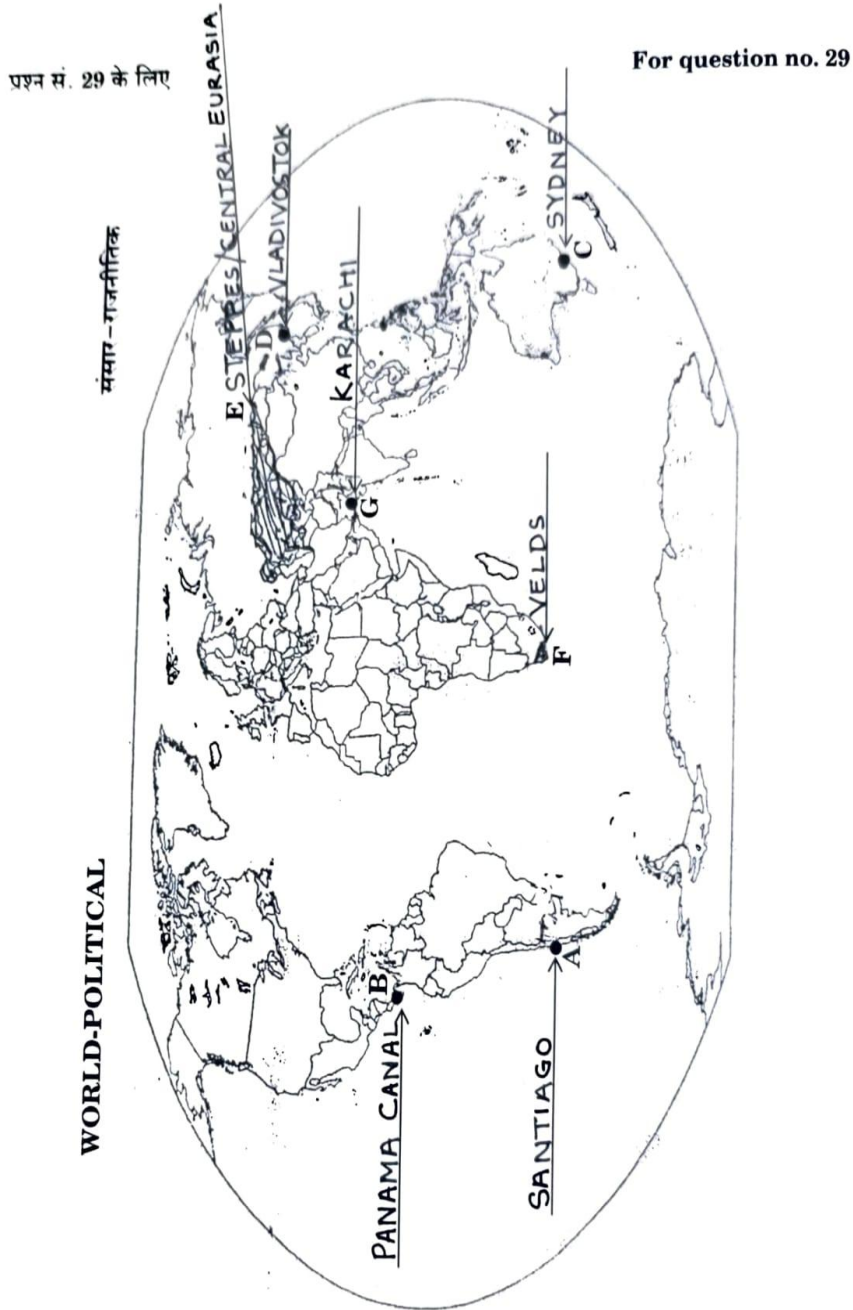 प्रश्न सं. 29 के लिए
For question no. 29
संसार-राजनीतिक
WORLD-POLITICAL
E STEPPES/CENTRAL EURASIA
D VLADIVOSTOK
KARACHI
G
SYDNEY
C
VELDS
F
B
PANAMA CANAL
A
SANTIAGO